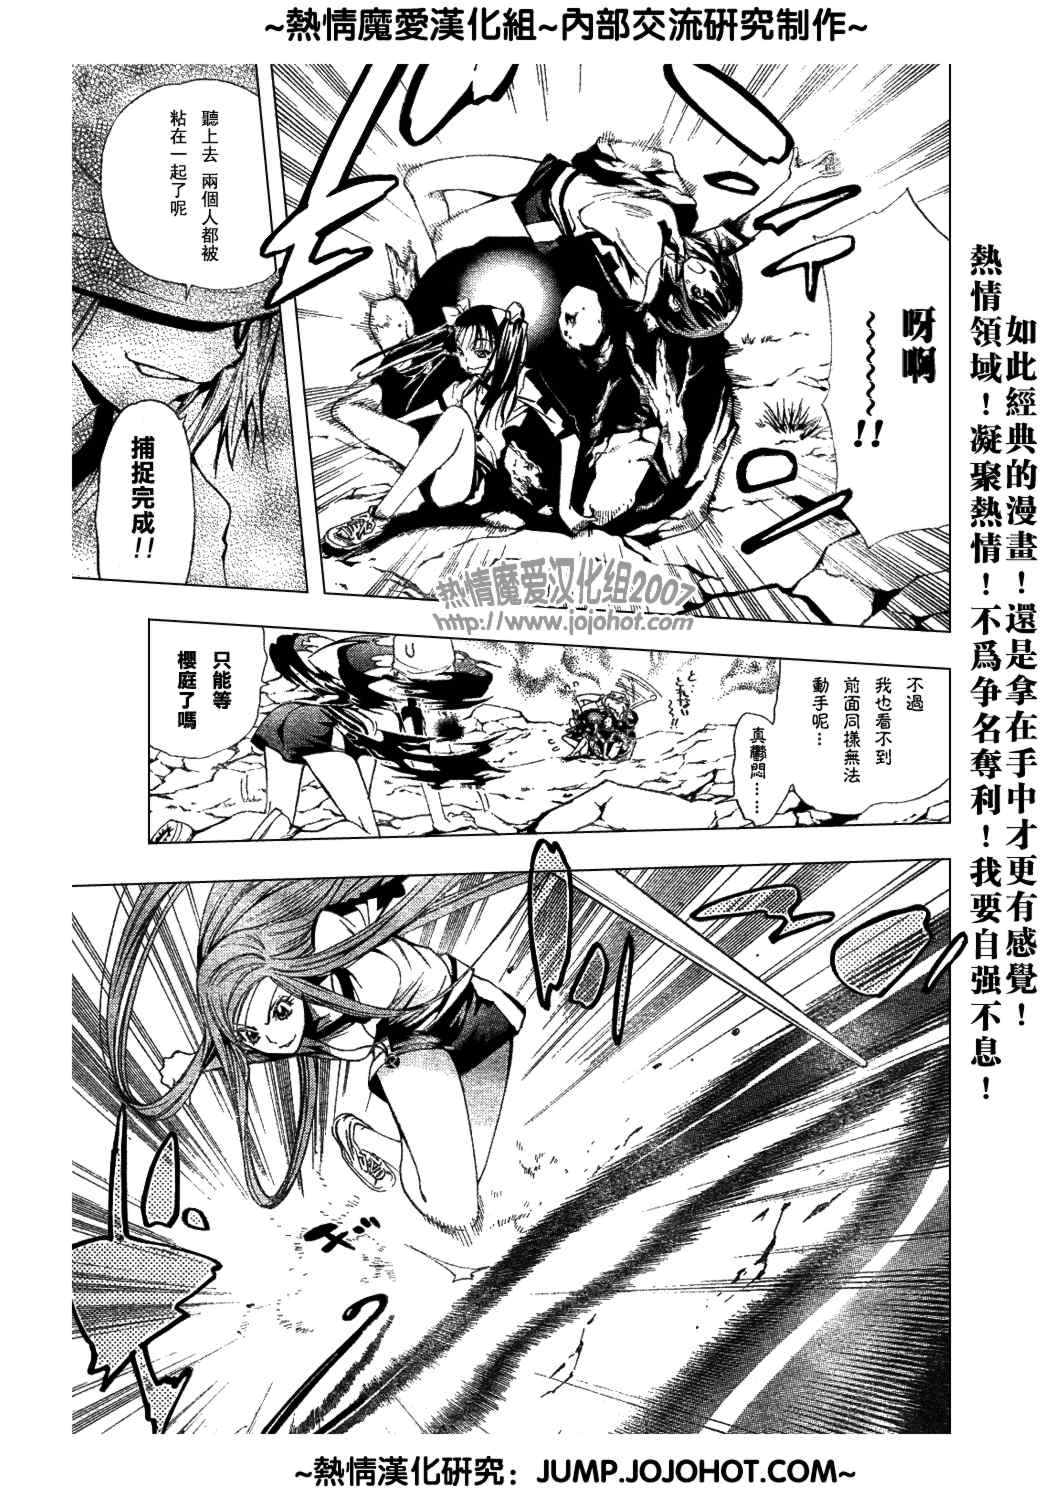 ~熱情魔愛漢化組~內部交流研究制作~
呀啊
~~~~!!
聽上去 兩個人都被
粘在一起了呢
捕捉完成!!
熱情魔爱汉化组2007
http://www.jojohot.com
不過
我也看不到
前面同樣無法
動手呢…
真鬱悶……
只能等
櫻庭了嗎
如此經典的漫畫！還是拿在手中才更有感覺！
熱情領域！凝聚熱情！不爲争名奪利！我要自强不息！
~熱情漢化研究：JUMP.JOJOHOT.COM~